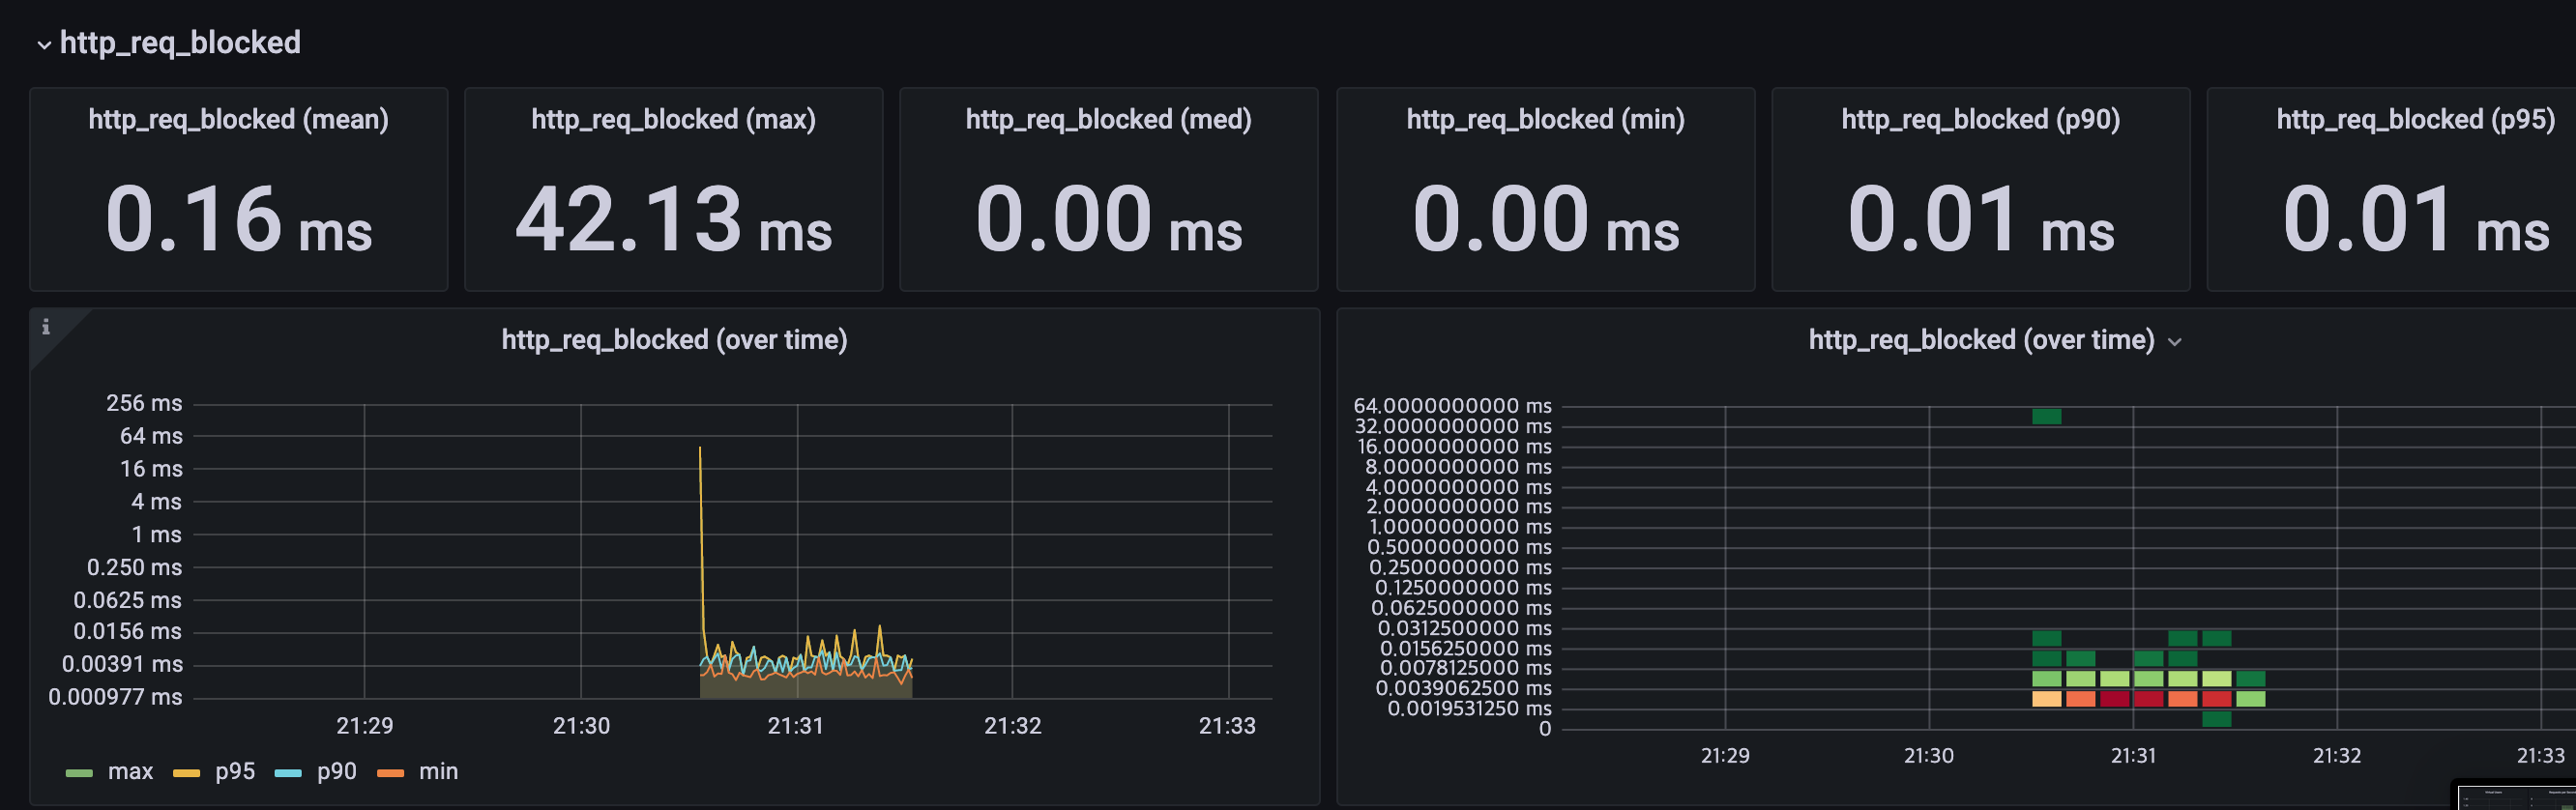 http_req_blocked
http_req_blocked (mean)
0.16 ms
http_req_blocked (max)
42.13 ms
http_req_blocked (med)
0.00 ms
http_req_blocked (min)
0.00 ms
http_req_blocked (p90)
0.01 ms
http_req_blocked (p95)
0.01 ms
i
http_req_blocked (over time)
256 ms
64 ms
16 ms
4 ms
1 ms
0.250 ms
0.0625 ms
0.0156 ms
0.00391 ms
0.000977 ms
21:29
21:30
21:31
21:32
21:33
max
p95
p90
min
http_req_blocked (over time)
64.0000000000 ms
32.0000000000 ms
16.0000000000 ms
8.0000000000 ms
4.0000000000 ms
2.0000000000 ms
1.0000000000 ms
0.5000000000 ms
0.2500000000 ms
0.1250000000 ms
0.0625000000 ms
0.0312500000 ms
0.0156250000 ms
0.0078125000 ms
0.0039062500 ms
0.0019531250 ms
0
21:29
21:30
21:31
21:32
21:33